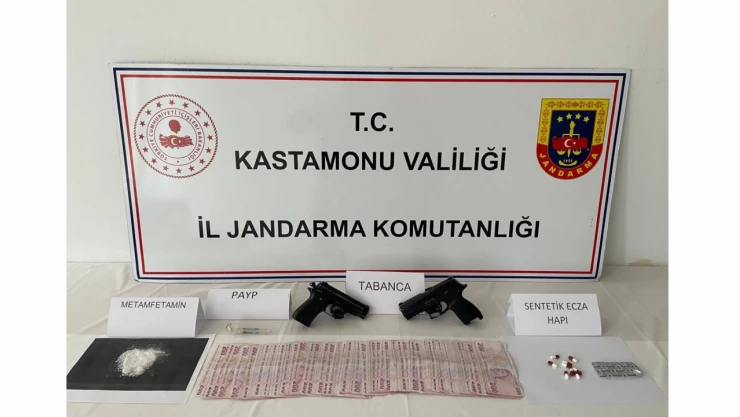 T.C.
KASTAMONU VALİLİĞİ
İL JANDARMA KOMUTANLIĞI
JANDARMA
TABANCA
PAYP
METAMFETAMİN
SENTETİK ECZA
HAPI